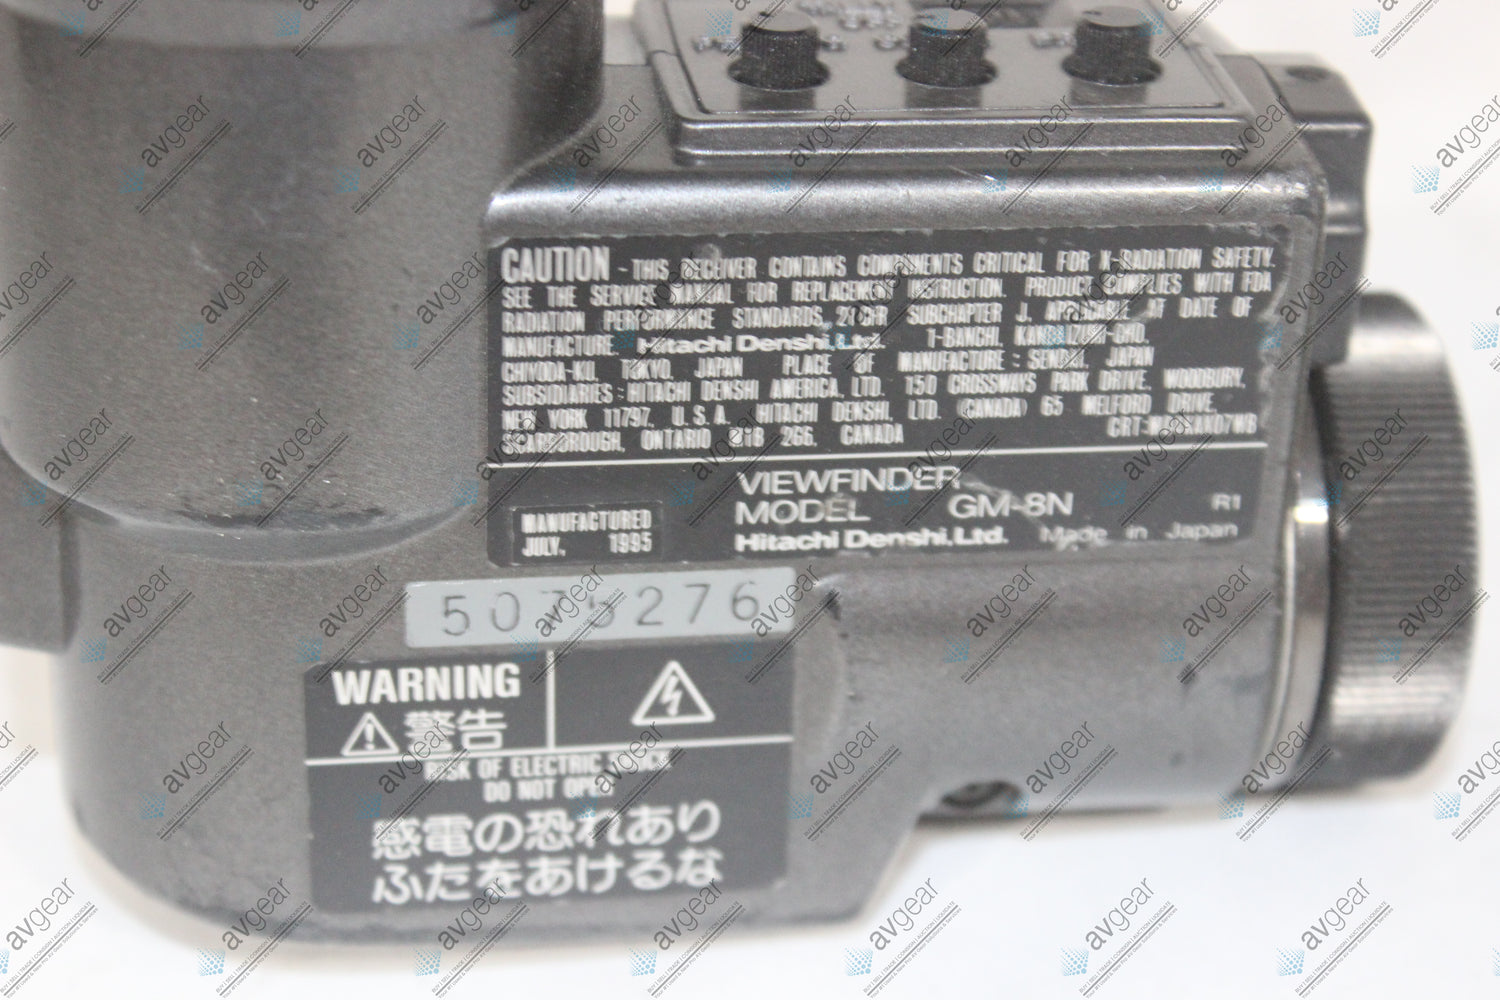 CAUTION - THIS RECEIVER CONTAINS COMPONENTS CRITICAL FOR X-RADIATION SAFETY.
SEE THE SERVICE MANUAL FOR REPLACEMENT INSTRUCTION. PRODUCT COMPLIES WITH FDA
RADIATION PERFORMANCE STANDARDS, 21 CFR SUBCHAPTER J, APPLICABLE AT DATE OF
MANUFACTURE. Hitachi Denshi, Ltd. 1-BANCHI,
CHIYODA-KU, TOKYO, JAPAN PLACE OF MANUFACTURE : SENDAI, JAPAN
SUBSIDIARIES : HITACHI DENSHI AMERICA, LTD. 150 CROSSWAYS PARK DRIVE, WOODBURY,
NEW YORK 11797, U.S.A. HITACHI DENSHI, LTD. (CANADA) 65 MELFORD DRIVE,
SCARBOROUGH, ONTARIO 2G6, CANADA
VIEWFINDER
MODEL GM-8N R1
MANUFACTURED
JULY, 1995
Hitachi Denshi, Ltd. Made in Japan
5075276
WARNING
警告
RISK OF ELECTRIC SHOCK
DO NOT OPEN
感電の恐れあり
ふたをあけるな
avgear